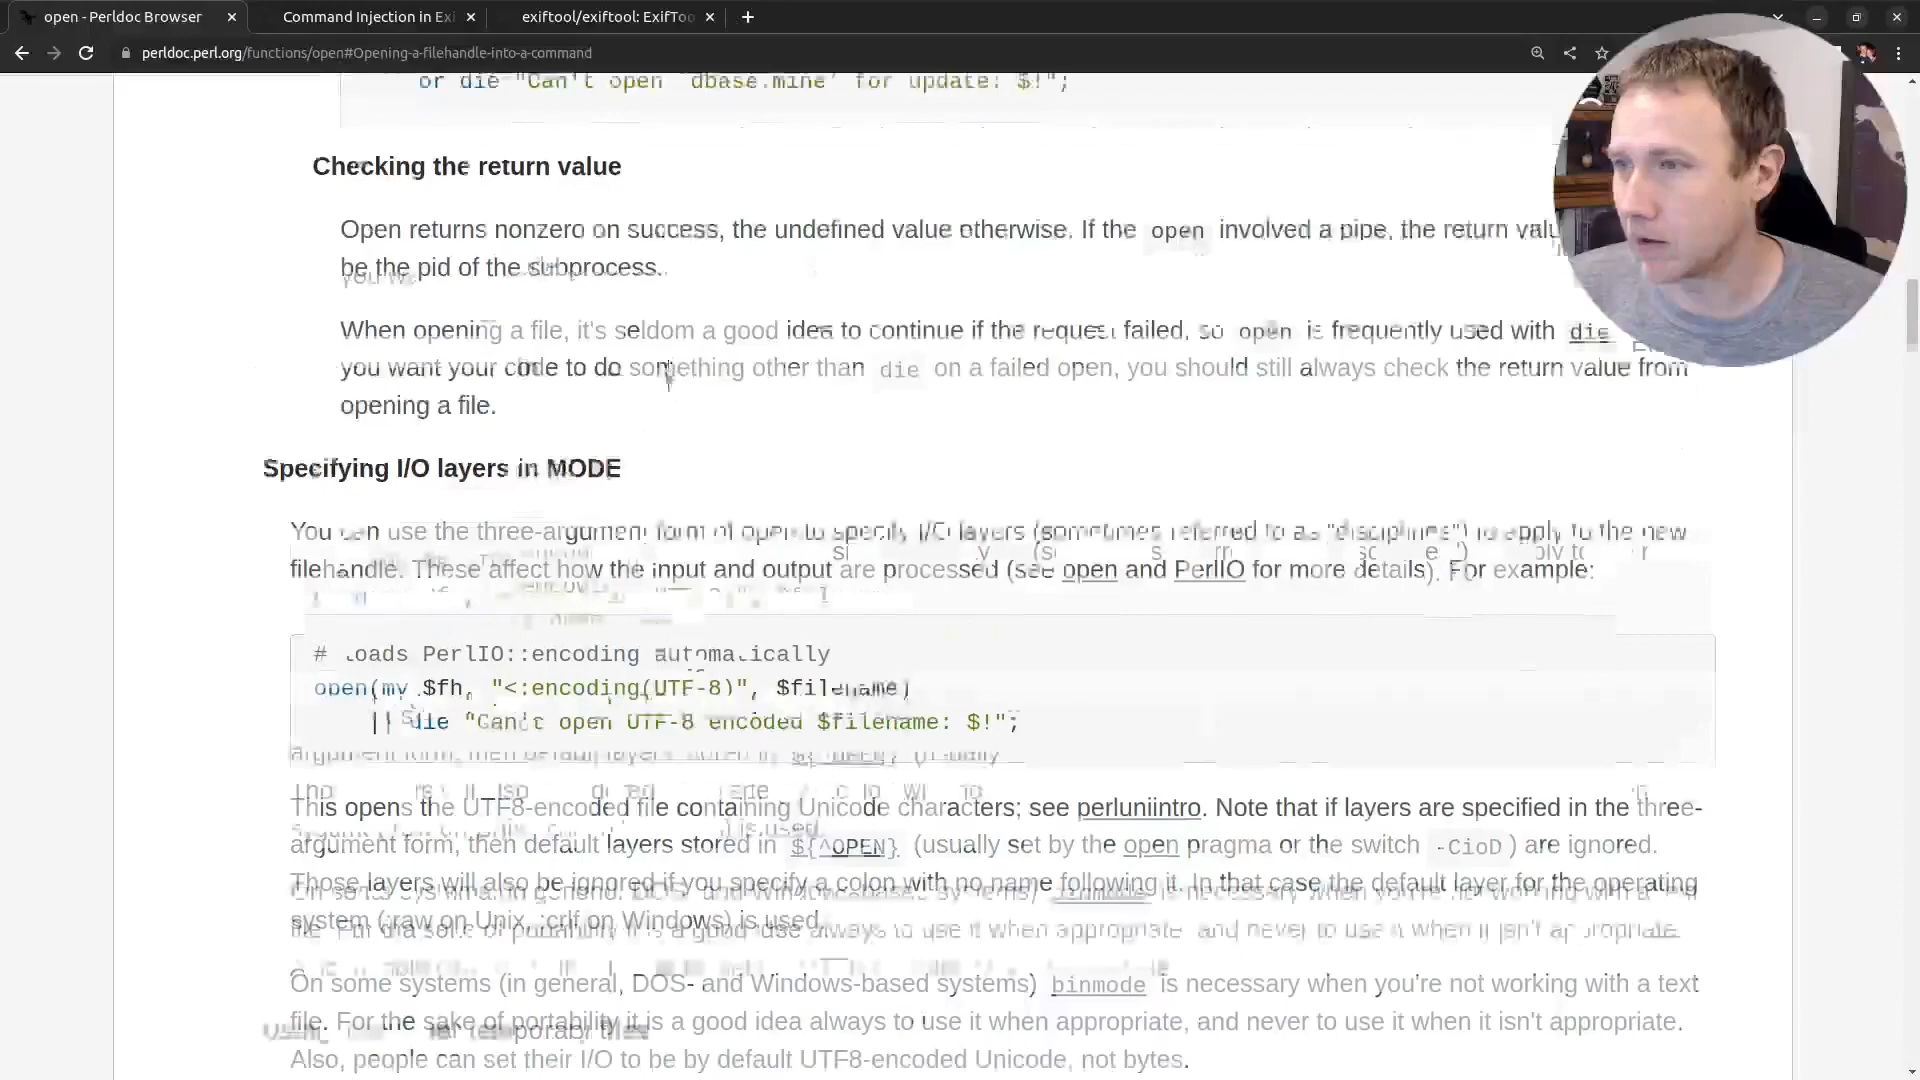 open - Perldoc Browser
Command Injection in Exi
exiftool/exiftool: ExifToo
perldoc.perl.org/functions/open#Opening-a-filehandle-into-a-command
or die "Can't open 'dbase.mine' for update: $!";
Checking the return value
Open returns nonzero on success, the undefined value otherwise. If the open involved a pipe, the return valu
be the pid of the subprocess.
When opening a file, it's seldom a good idea to continue if the request failed, so open is frequently used with die
you want your code to do something other than die on a failed open, you should still always check the return value from
opening a file.
Specifying I/O layers in MODE
You can use the three-argument form of open to specify I/O layers (sometimes referred to as "disciplines") to apply to the new
filehandle. These affect how the input and output are processed (see open and PerlIO for more details). For example:
# loads PerlIO::encoding automatically
open(my $fh, "<:encoding(UTF-8)", $filename)
|| die "Can't open UTF-8 encoded $filename: $!";
This opens the UTF8-encoded file containing Unicode characters; see perluniintro. Note that if layers are specified in the three-
argument form, then default layers stored in ${^OPEN} (usually set by the open pragma or the switch -CioD) are ignored.
Those layers will also be ignored if you specify a colon with no name following it. In that case the default layer for the operating
system (:raw on Unix, :crlf on Windows) is used.
On some systems (in general, DOS- and Windows-based systems) binmode is necessary when you're not working with a text
file. For the sake of portability it is a good idea always to use it when appropriate, and never to use it when it isn't appropriate.
Also, people can set their I/O to be by default UTF8-encoded Unicode, not bytes.